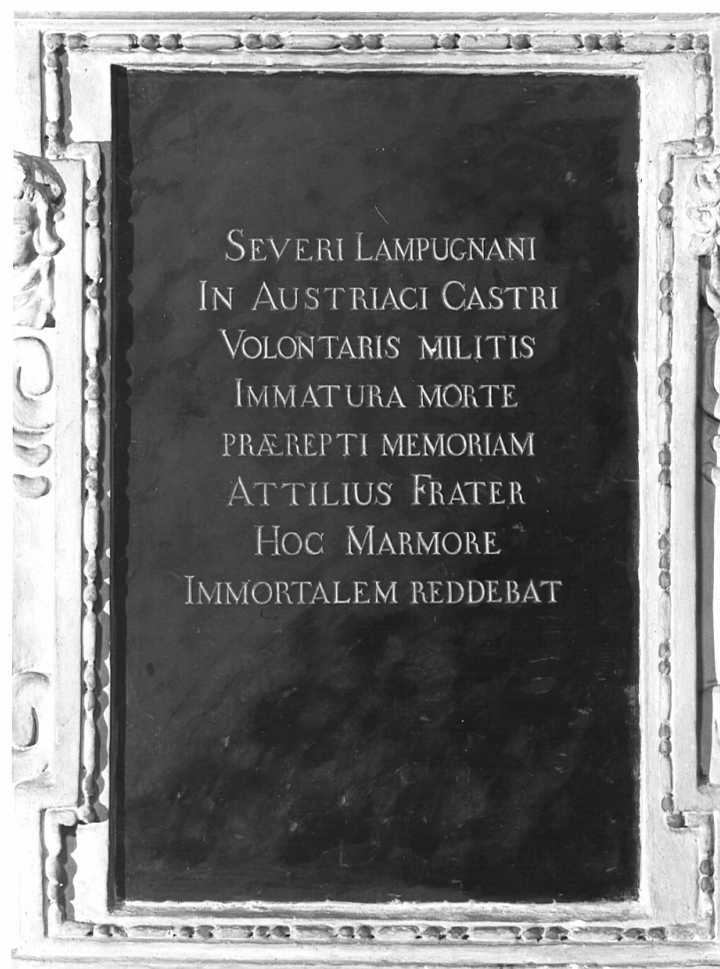 SEVERI LAMPUGNANI
IN AUSTRIACI CASTRI
VOLONTARIS MILITIS
IMMATURA MORTE
PRÆREPTI MEMORIAM
ATTILIUS FRATER
HOC MARMORE
IMMORTALEM REDDEBAT